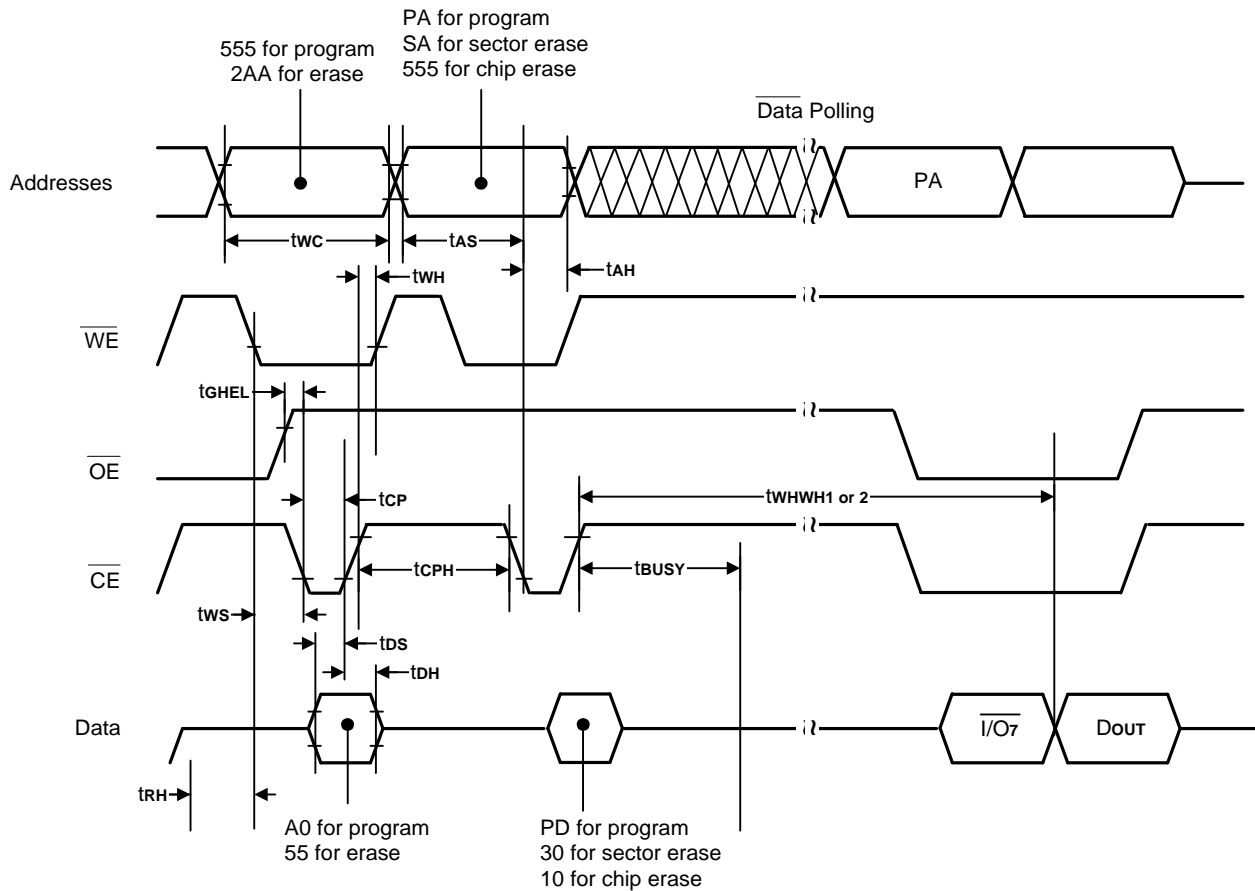 PA for program
SA for sector erase
555 for chip erase
555 for program
2AA for erase
Data Polling
Addresses
PA
tWC
tAS
tWH
tAH
WE
tGHEL
OE
tCP
tWHWH1 or 2
CE
tCPH
tBUSY
tWS
tDS
tDH
Data
I/O7
DOUT
tRH
A0 for program
55 for erase
PD for program
30 for sector erase
10 for chip erase